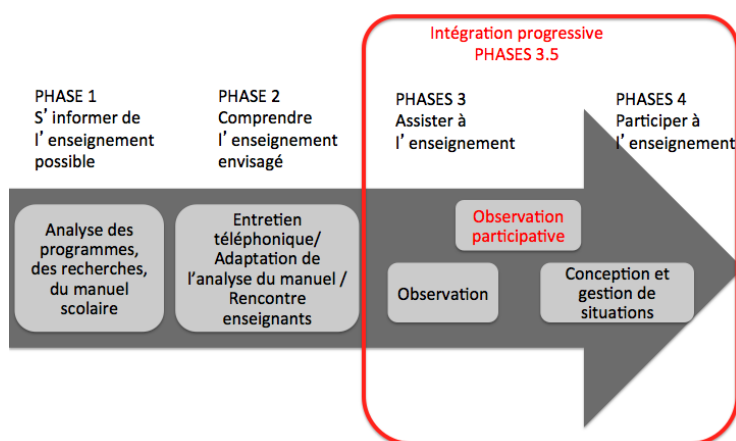 Intégration progressive
PHASES 3.5
PHASE 1
S’ informer de
l’ enseignement
possible
PHASE 2
Comprendre
l’ enseignement
envisagé
PHASES 3
Assister à
l’ enseignement
PHASES 4
Participer à
l’ enseignement
Analyse des
programmes,
des recherches,
du manuel
scolaire
Entretien
téléphonique/
Adaptation de
l’analyse du manuel /
Rencontre
enseignants
Observation
participative
Observation
Conception et
gestion de
situations